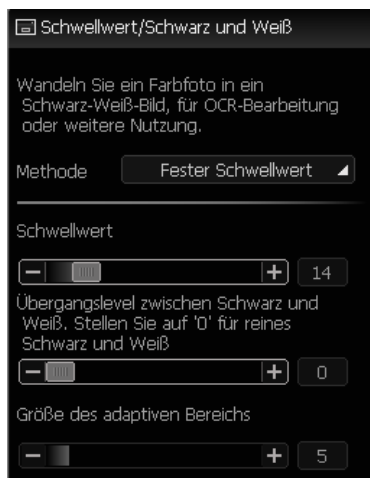 Schwellwert/Schwarz und Weiß
Wandeln Sie ein Farbfoto in ein
Schwarz-Weiß-Bild, für OCR-Bearbeitung
oder weitere Nutzung.
Methode Fester Schwellwert
Schwellwert
14
Übergangslevel zwischen Schwarz und
Weiß. Stellen Sie auf '0' für reines
Schwarz und Weiß
0
Größe des adaptiven Bereichs
5